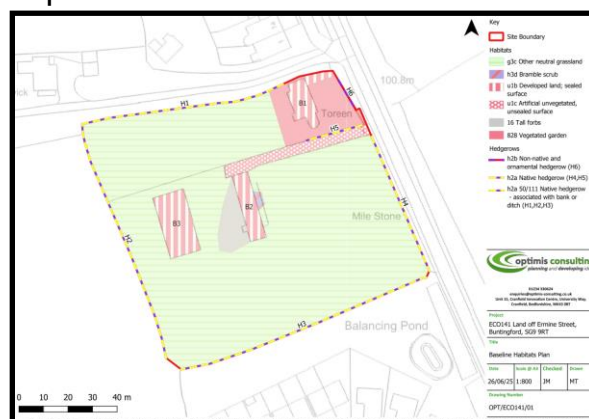 H1
H6
B1
Toreen
H5
100.8m
H2
B3
B2
H4
Mile Stone
H3
Balancing Pond
0 10 20 30 40 m
Key
Site Boundary
Habitats
g3c Other neutral grassland
h3d Bramble scrub
u1b Developed land; sealed
surface
u1c Artificial unvegetated,
unsealed surface
16 Tall forbs
828 Vegetated garden
Hedgerows
h2b Non-native and
ornamental hedgerow (H6)
h2a Native hedgerow (H4,H5)
h2a 50/111 Native hedgerow
- associated with bank or
ditch (H1,H2,H3)
optimis consulting
planning and developing
Project
ECO141 Land off Ermine Street,
Buntingford, SG9 9RT
Title
Baseline Habitats Plan
Date Scale @ A4 Checked Drawn
26/06/25 1:800 JM MT
Drawing Number
OPT/ECO141/01